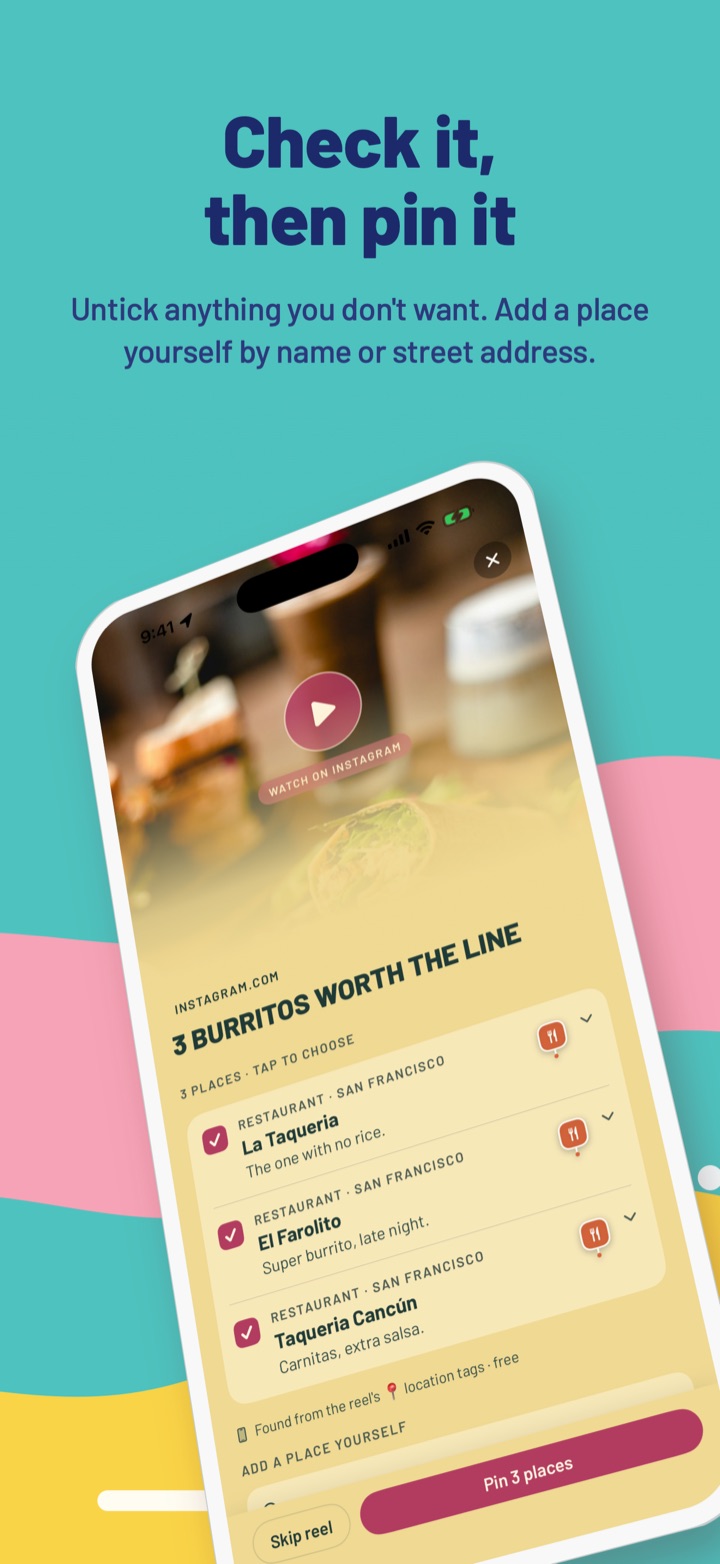 Check it,
then pin it
Untick anything you don't want. Add a place
yourself by name or street address.
9:41
WATCH ON INSTAGRAM
INSTAGRAM.COM
3 BURRITOS WORTH THE LINE
3 PLACES · TAP TO CHOOSE
RESTAURANT · SAN FRANCISCO
La Taqueria
The one with no rice.
RESTAURANT · SAN FRANCISCO
El Farolito
Super burrito, late night.
RESTAURANT · SAN FRANCISCO
Taqueria Cancún
Carnitas, extra salsa.
Found from the reel's 📍 location tags · free
ADD A PLACE YOURSELF
Skip reel
Pin 3 places